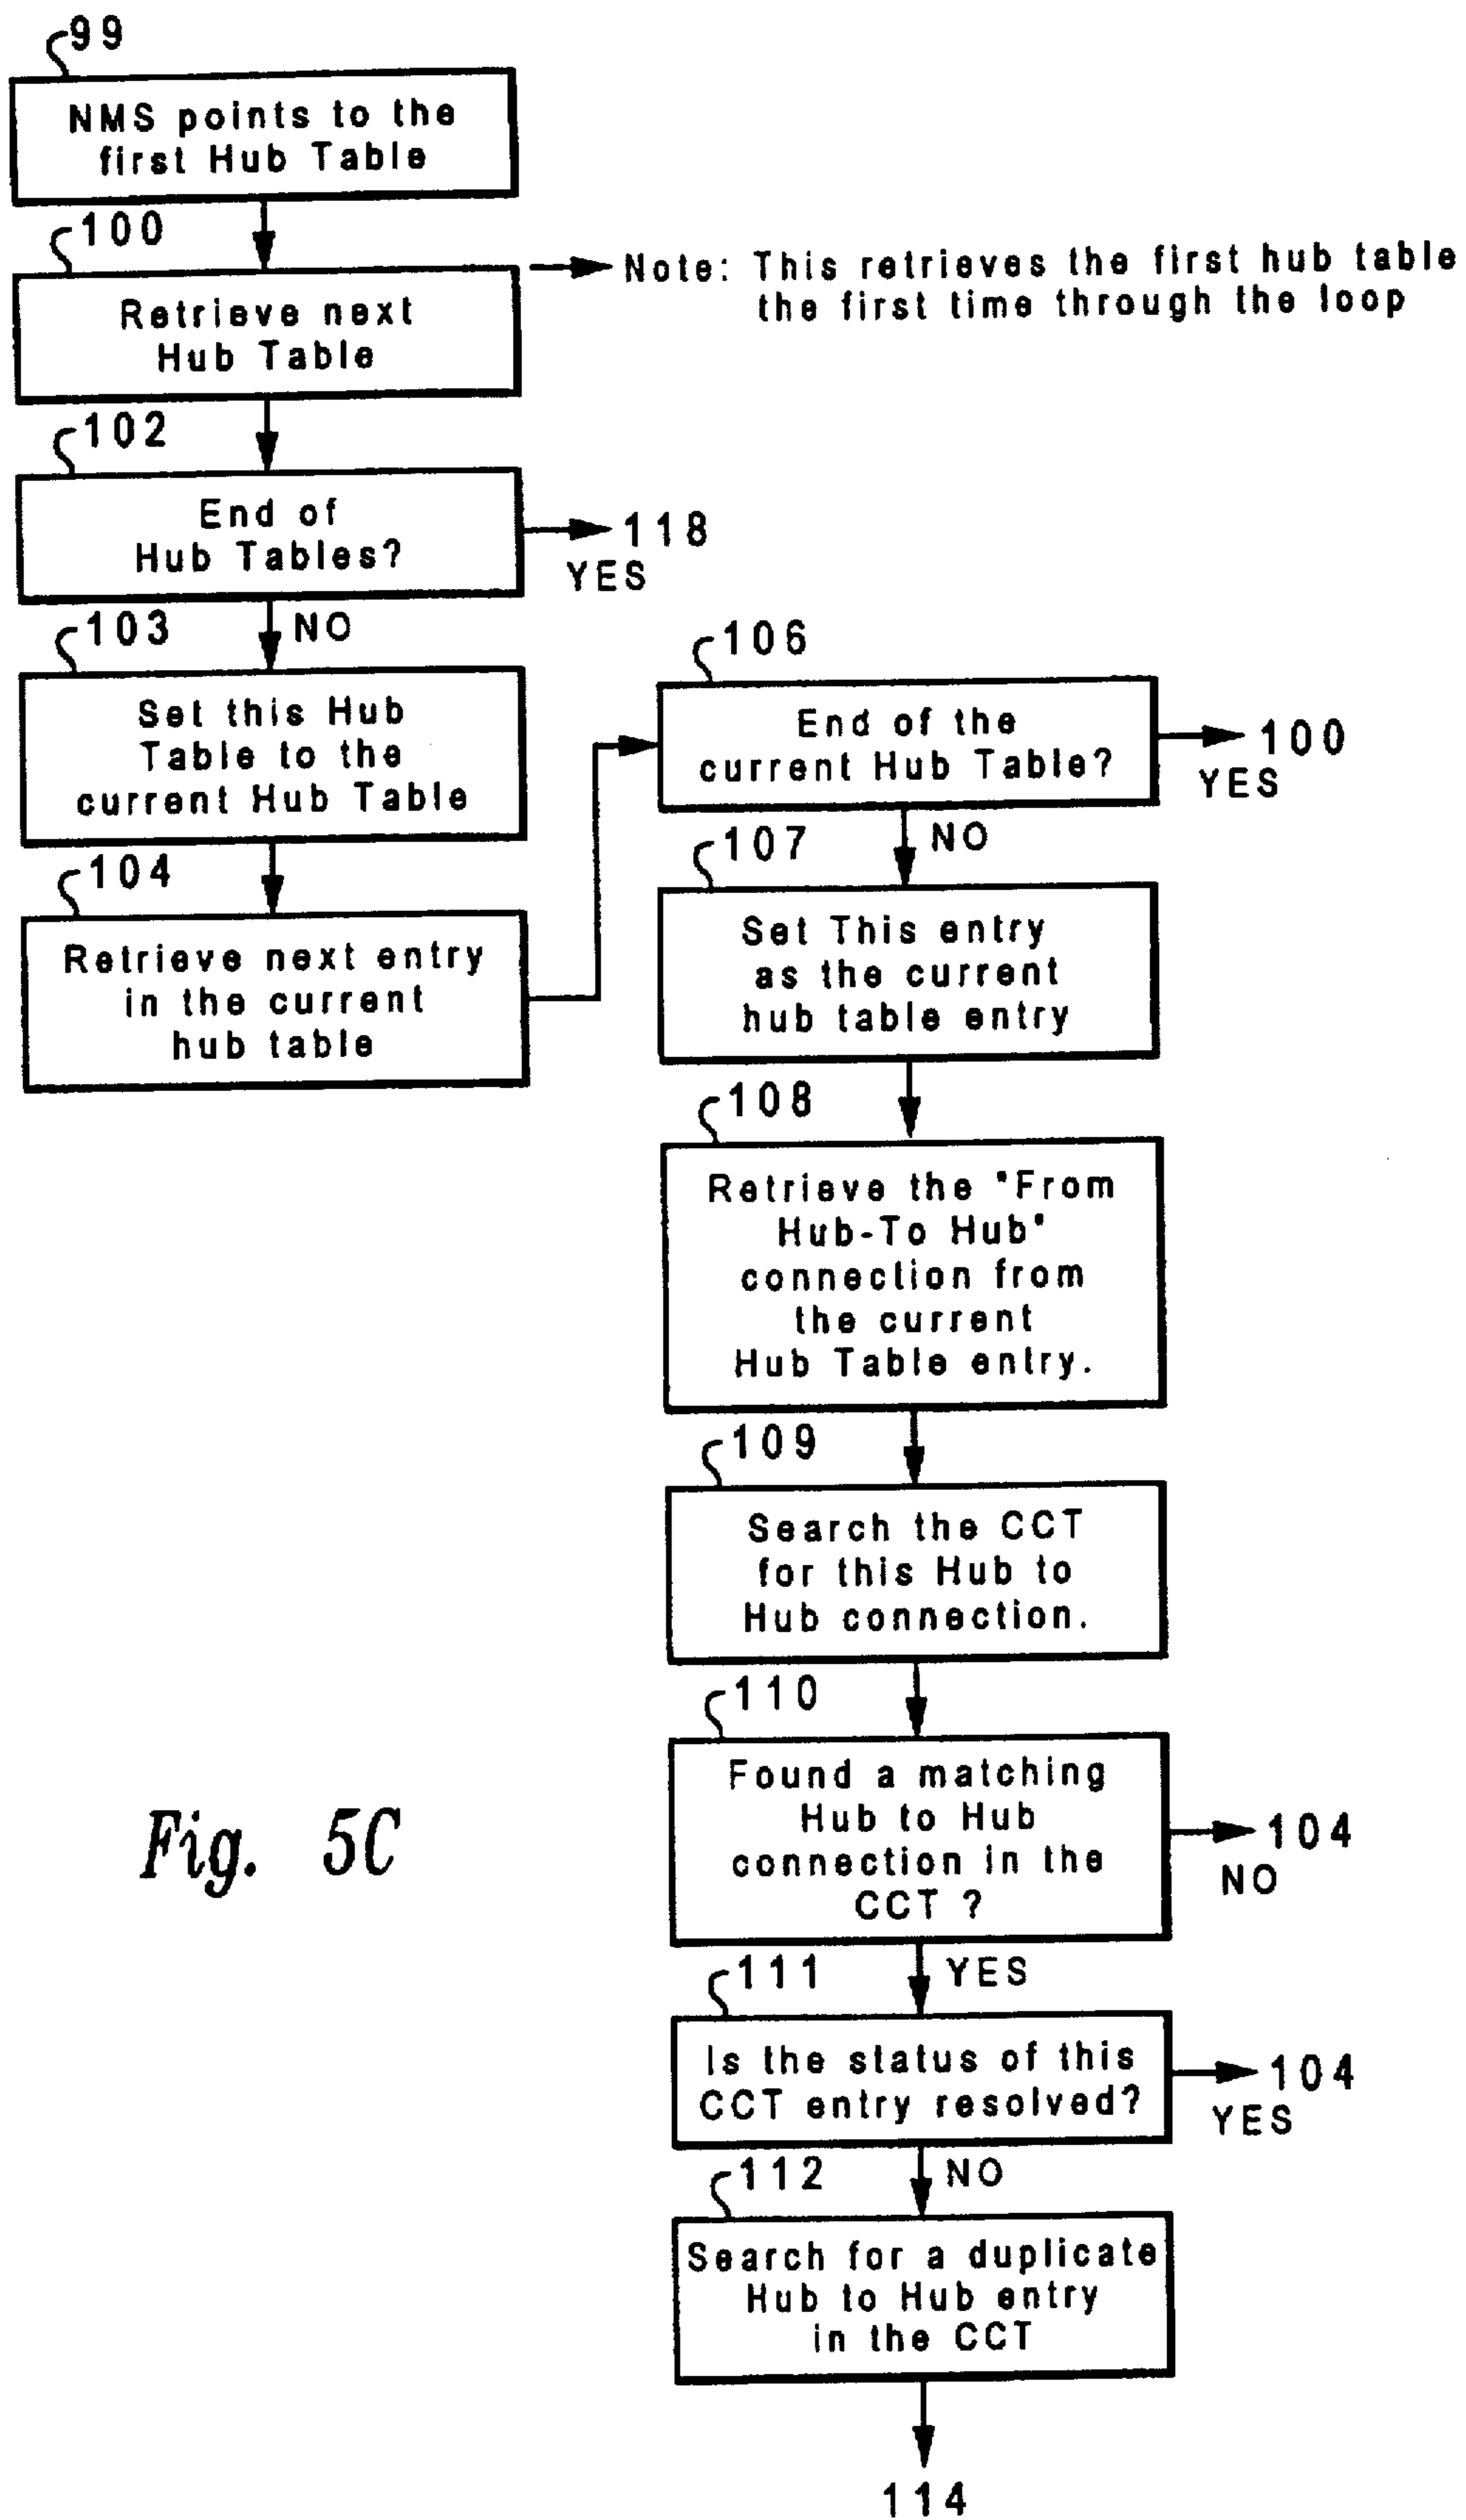 99
NMS points to the
first Hub Table
100
Retrieve next
Hub Table
Note: This retrieves the first hub table
the first time through the loop
102
End of
Hub Tables?
118
YES
NO
103
Set this Hub
Table to the
current Hub Table
104
Retrieve next entry
in the current
hub table
106
End of the
current Hub Table?
100
YES
NO
107
Set This entry
as the current
hub table entry
108
Retrieve the "From
Hub-To Hub"
connection from
the current
Hub Table entry.
109
Search the CCT
for this Hub to
Hub connection.
110
Found a matching
Hub to Hub
connection in the
CCT ?
104
NO
YES
111
Is the status of this
CCT entry resolved?
104
YES
NO
112
Search for a duplicate
Hub to Hub entry
in the CCT
114
Fig. 5C